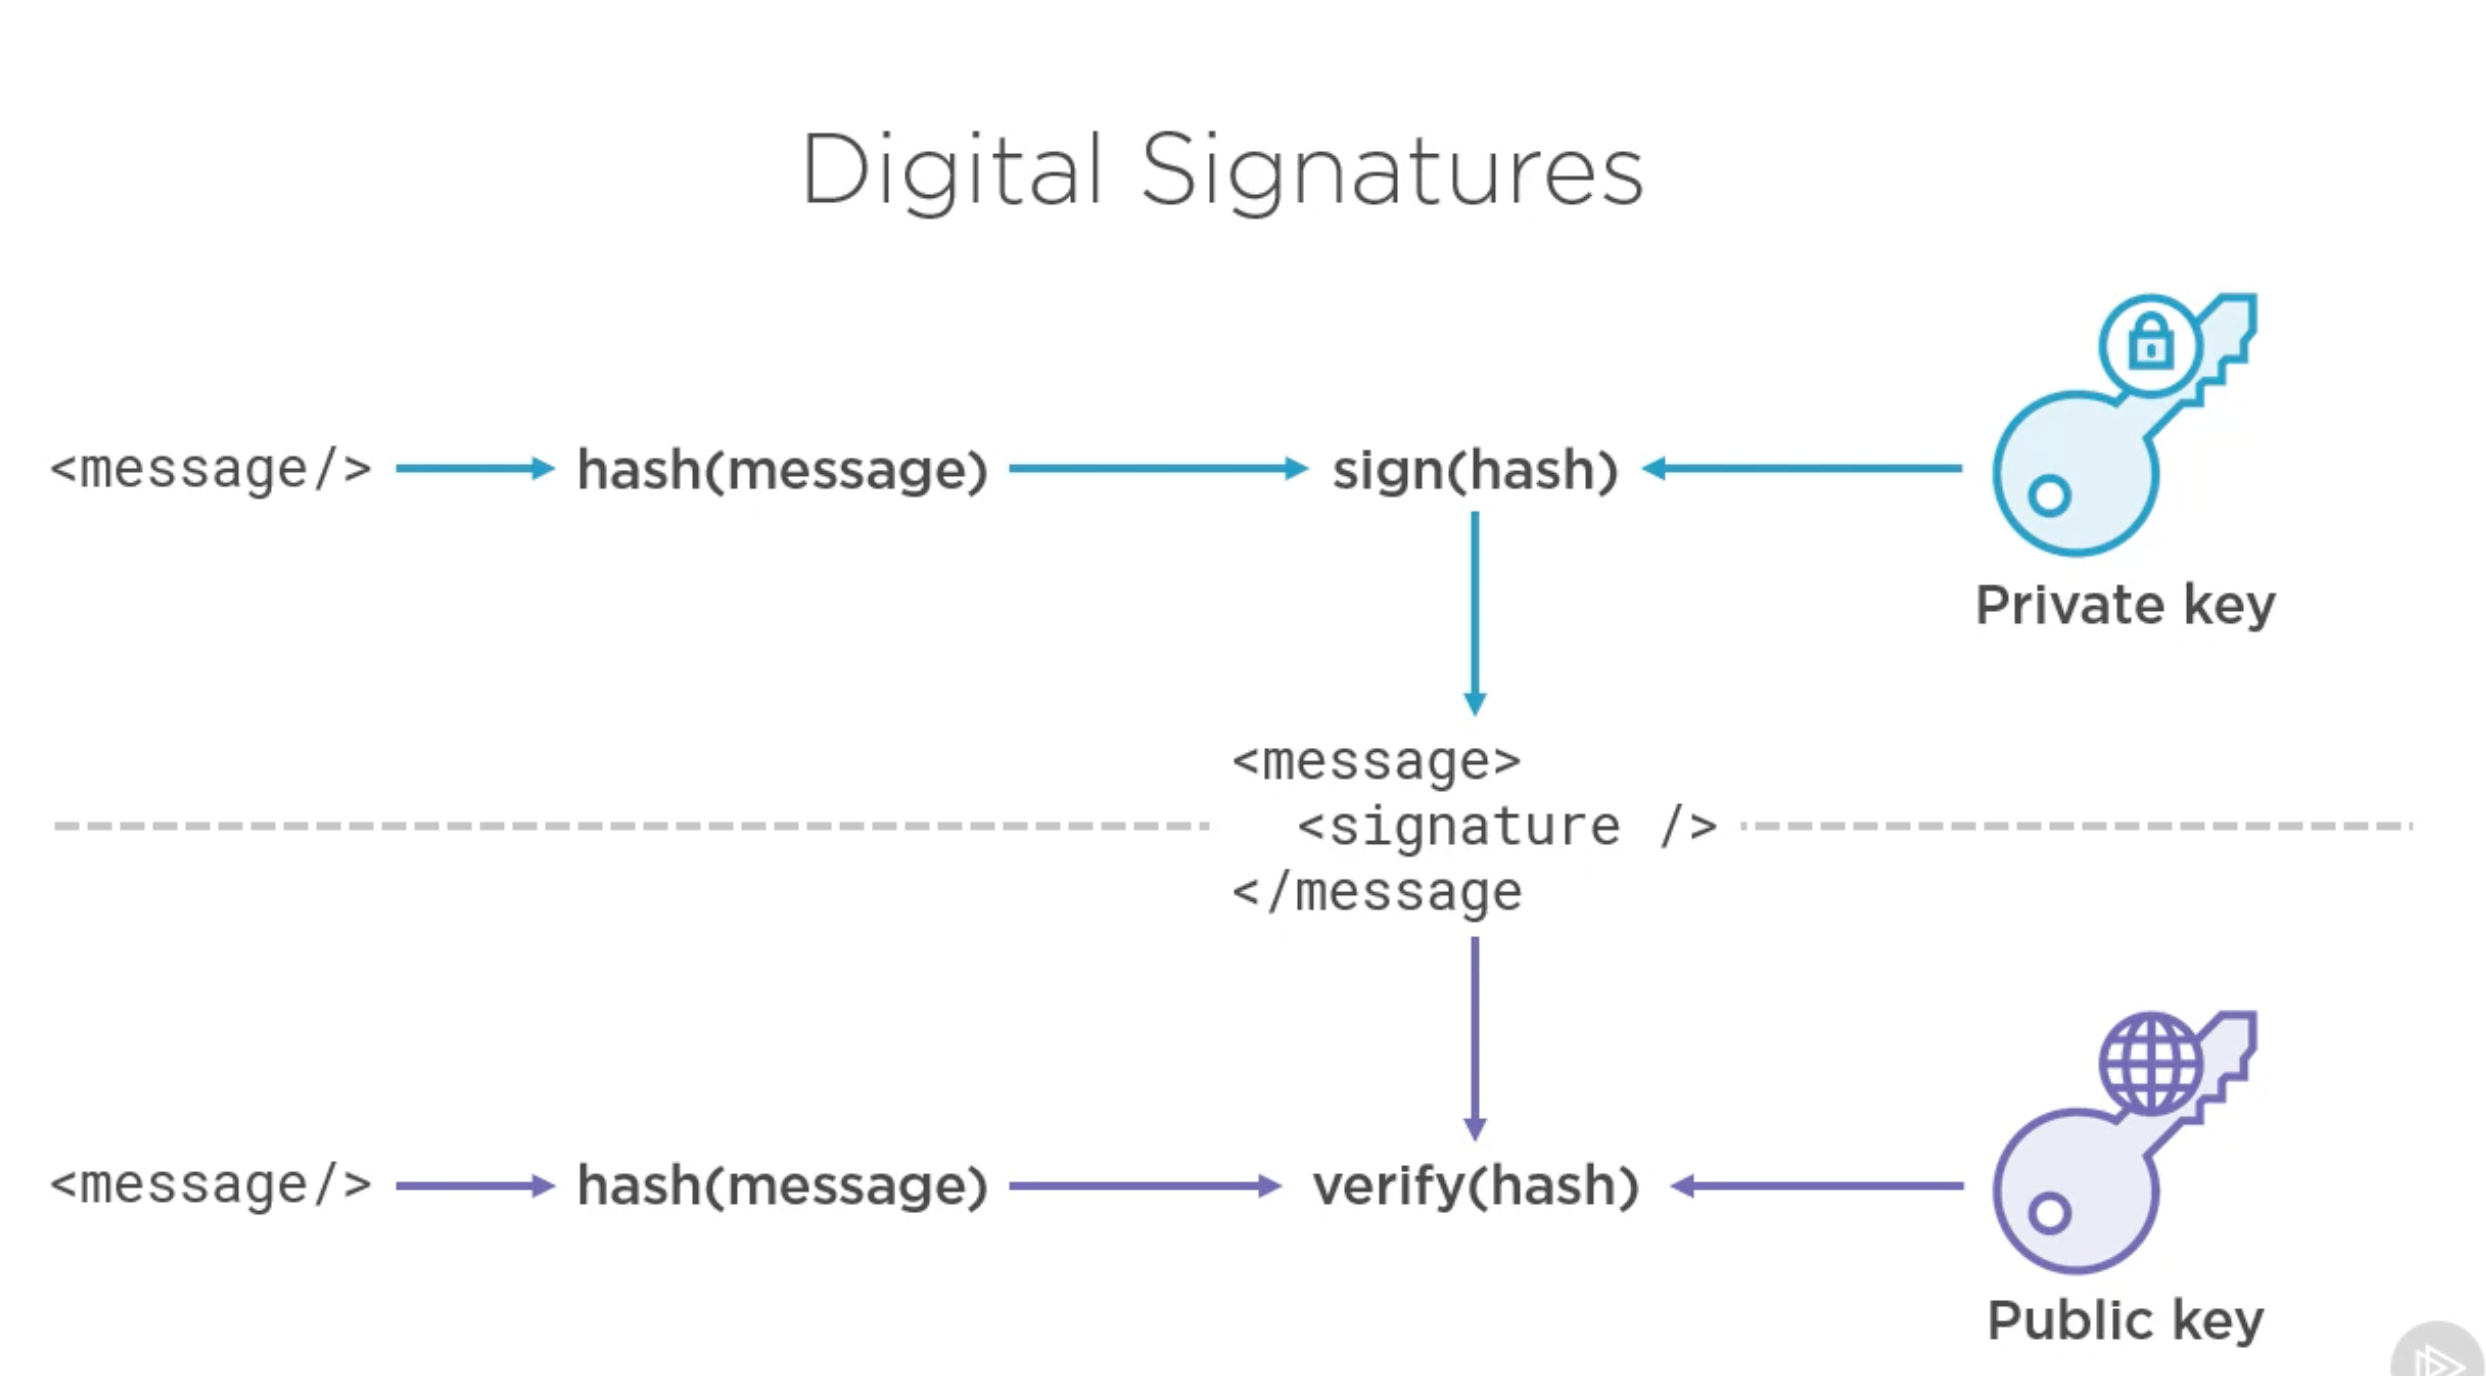 Digital Signatures
<message/>
hash(message)
sign(hash)
Private key
<message>
<signature />
</message
<message/>
hash(message)
verify(hash)
Public key